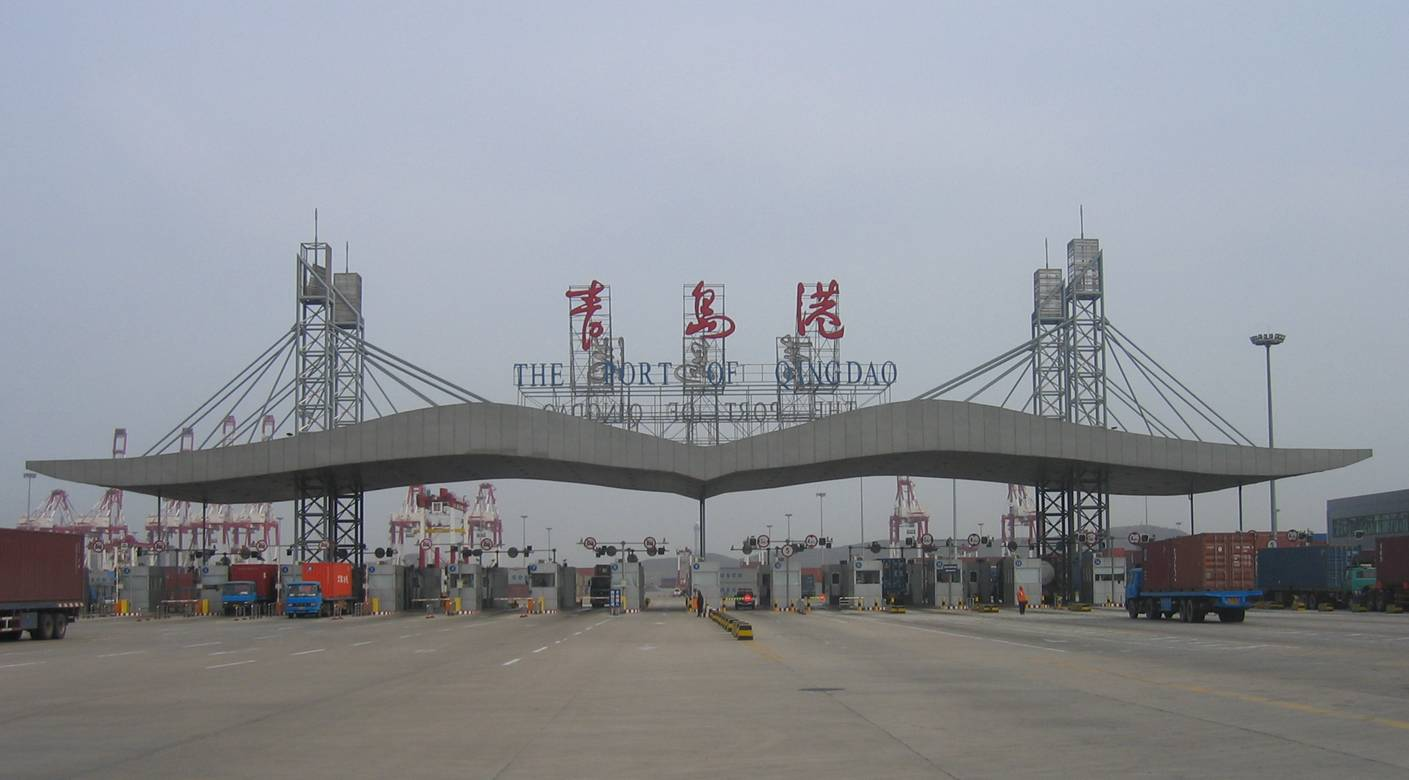 青岛港
THE PORT OF QINGDAO